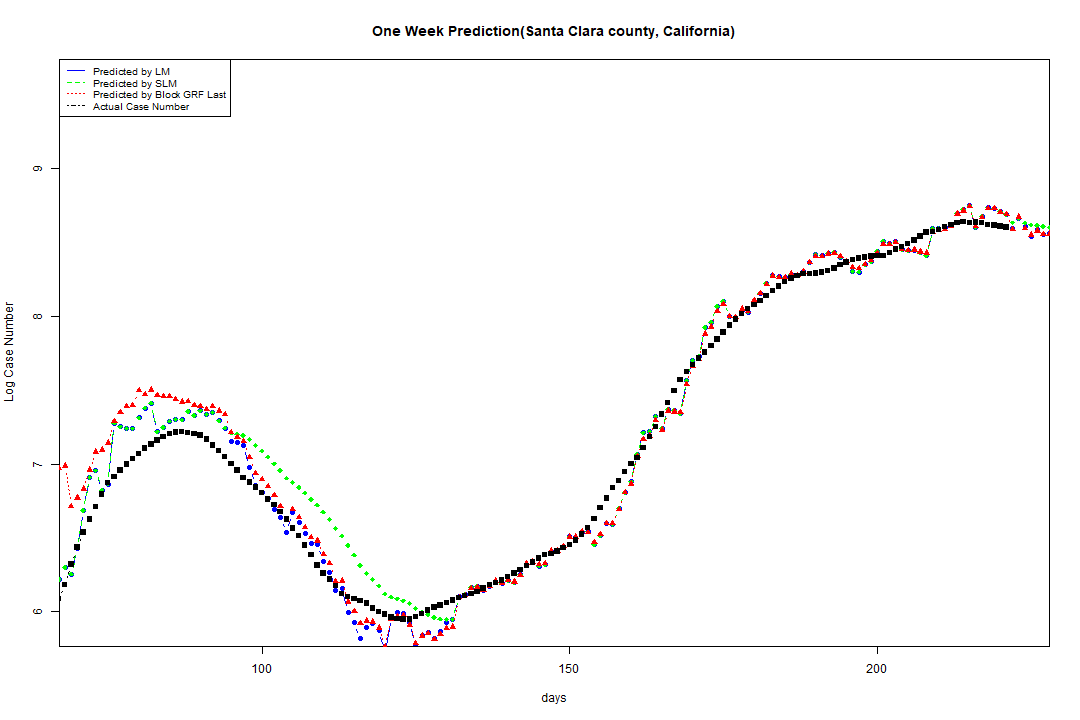 One Week Prediction(Santa Clara county, California)
Predicted by LM
Predicted by SLM
Predicted by Block GRF Last
Actual Case Number
9
8
7
6
Log Case Number
100
150
200
days